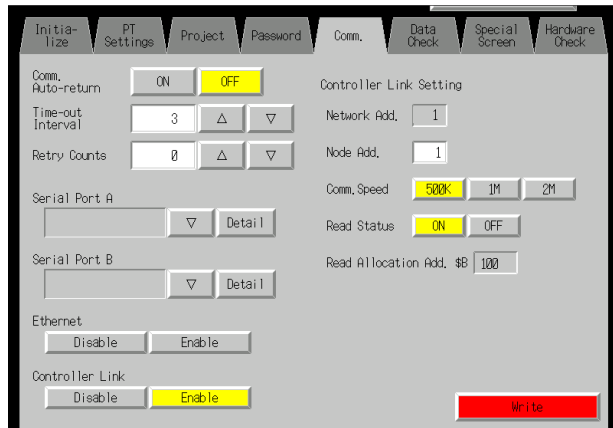 Initia-
lize
PT
Settings
Project
Password
Comm.
Data
Check
Special
Screen
Hardware
Check
Comm.
Auto-return
ON
OFF
Time-out
Interval
3
△
▽
Retry Counts
0
△
▽
Serial Port A
▽
Detail
Serial Port B
▽
Detail
Ethernet
Disable
Enable
Controller Link
Disable
Enable
Controller Link Setting
Network Add.
1
Node Add.
1
Comm.Speed
500K
1M
2M
Read Status
ON
OFF
Read Allocation Add. $B
100
Write